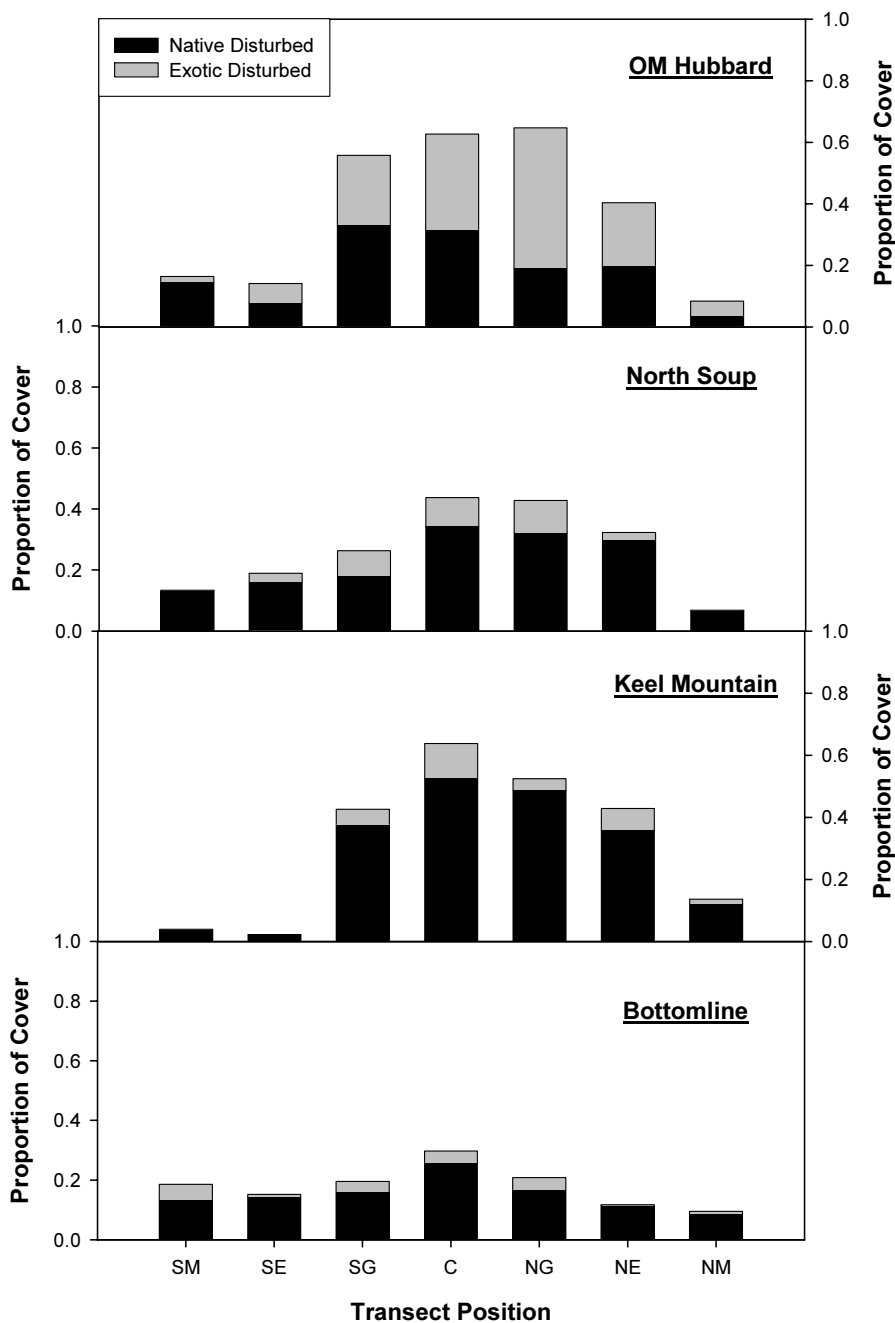 Native Disturbed
Exotic Disturbed
OM Hubbard
1.0
0.8
0.6
0.4
0.2
0.0
Proportion of Cover
North Soup
1.0
0.8
0.6
0.4
0.2
0.0
Proportion of Cover
Keel Mountain
1.0
0.8
0.6
0.4
0.2
0.0
Proportion of Cover
Bottomline
1.0
0.8
0.6
0.4
0.2
0.0
Proportion of Cover
SM SE SG C NG NE NM
Transect Position